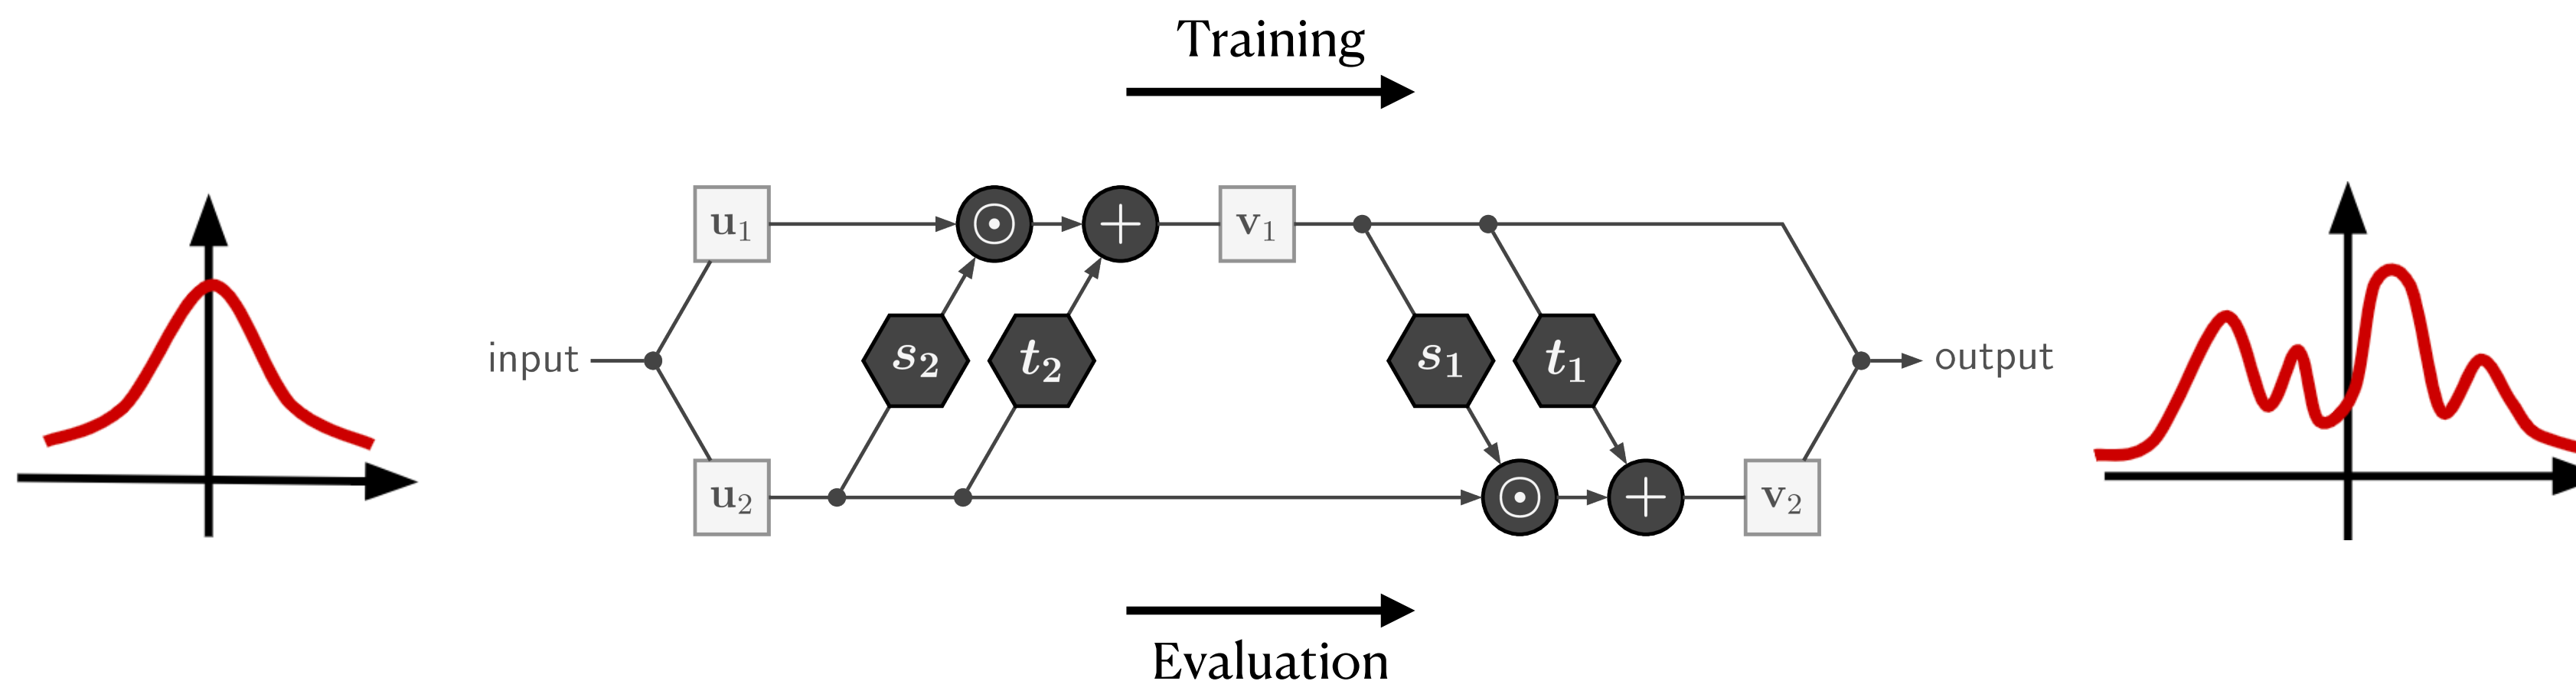 Training
u₁
⊙
+
v₁
input
s₂
t₂
s₁
t₁
output
u₂
⊙
+
v₂
Evaluation